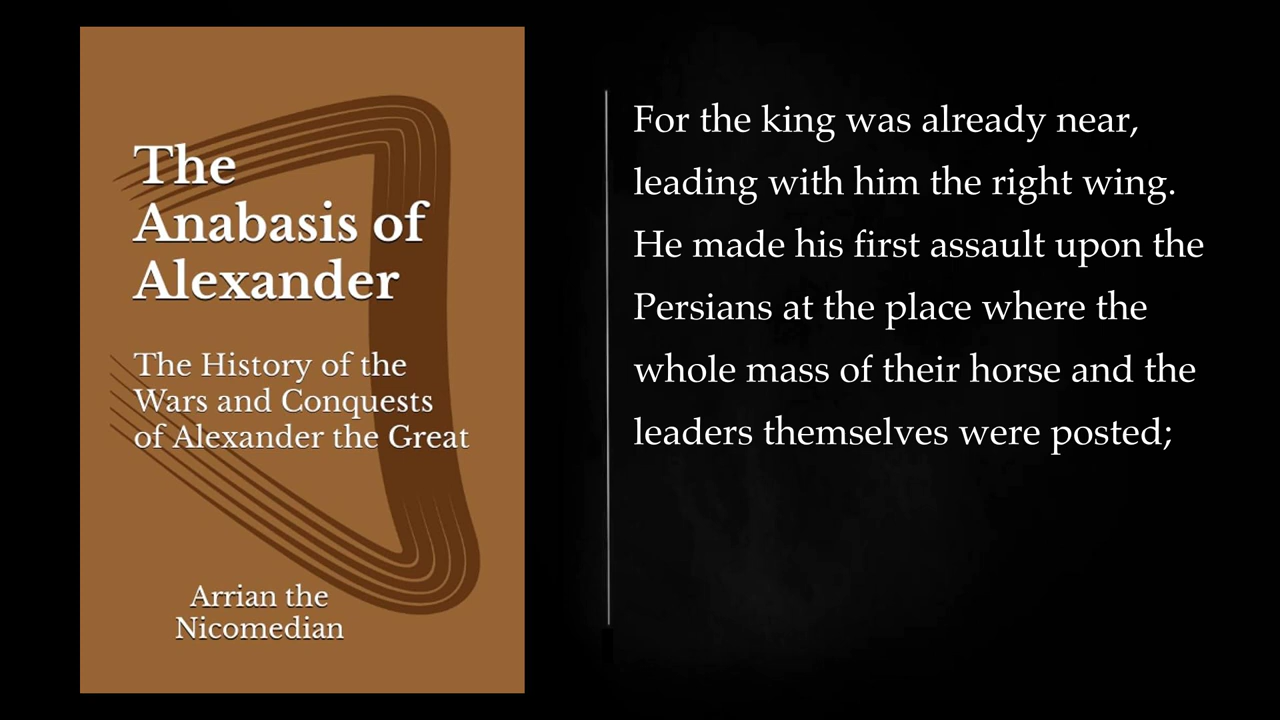 The
Anabasis of
Alexander
The History of the
Wars and Conquests
of Alexander the Great
Arrian the
Nicomedian
For the king was already near,
leading with him the right wing.
He made his first assault upon the
Persians at the place where the
whole mass of their horse and the
leaders themselves were posted;